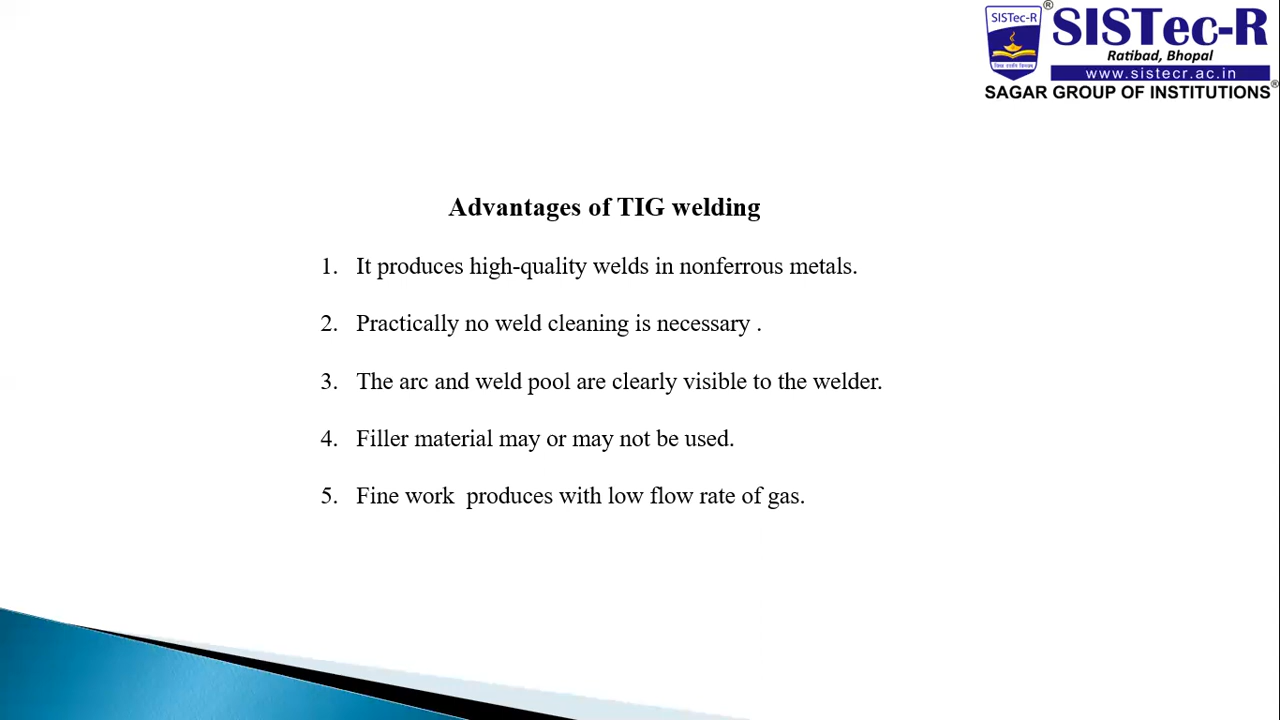 SISTec-R
SISTec-R
Ratibad, Bhopal
www.sistecr.ac.in
SAGAR GROUP OF INSTITUTIONS®
Advantages of TIG welding
1. It produces high-quality welds in nonferrous metals.
2. Practically no weld cleaning is necessary .
3. The arc and weld pool are clearly visible to the welder.
4. Filler material may or may not be used.
5. Fine work produces with low flow rate of gas.